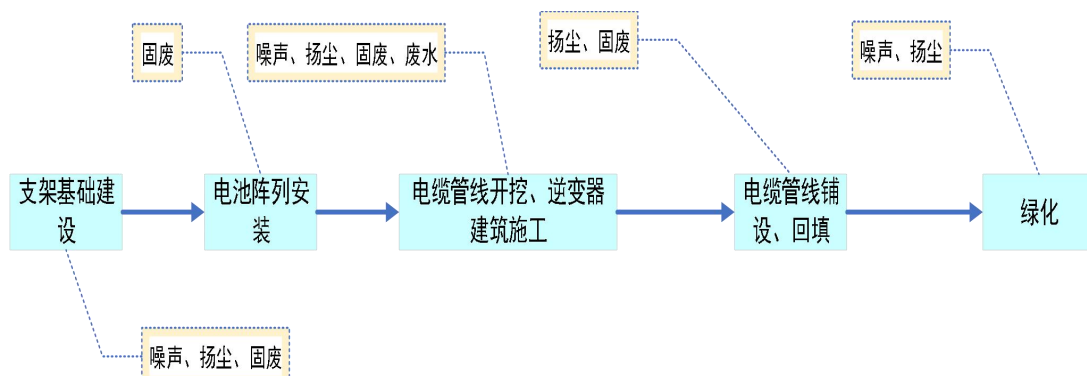 固废
噪声、扬尘、固废、废水
扬尘、固废
噪声、扬尘
支架基础建
设
电池阵列安
装
电缆管线开挖、逆变器
建筑施工
电缆管线铺
设、回填
绿化
噪声、扬尘、固废